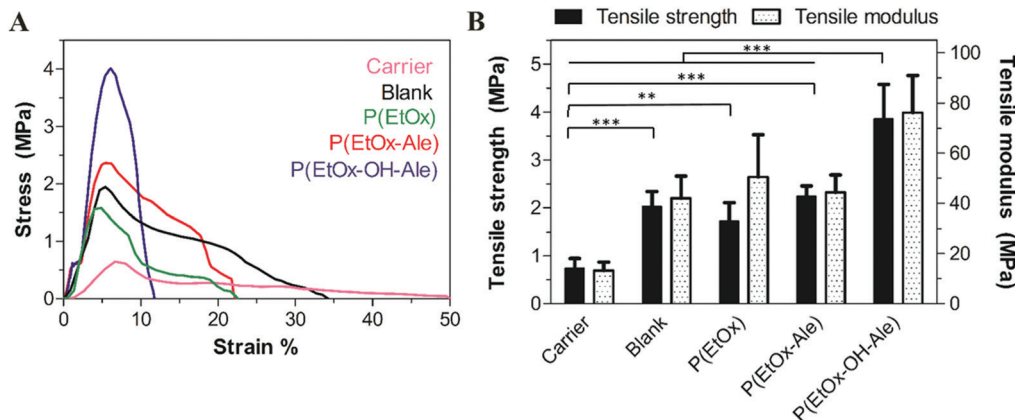 A
Stress (MPa)
4
3
2
1
0
Carrier
Blank
P(EtOx)
P(EtOx-Ale)
P(EtOx-OH-Ale)
0 10 20 30 40 50
Strain %
B
Tensile strength Tensile modulus
Tensile strength (MPa)
5
4
3
2
1
0
***
***
**
***
100
80
60
40
20
0
Tensile modulus (MPa)
Carrier
Blank
P(EtOx)
P(EtOx-Ale)
P(EtOx-OH-Ale)